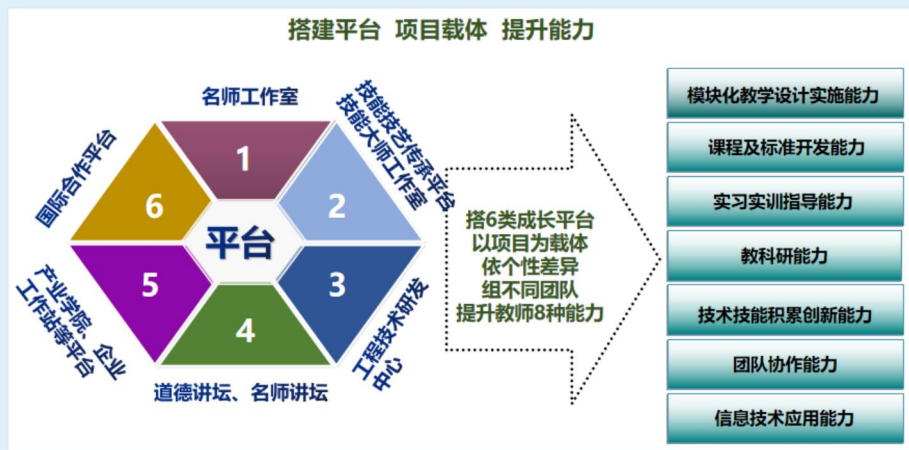 搭建平台 项目载体 提升能力
名师工作室
1
技能技艺传承平台
技能大师工作室
2
工程技术研发
中心
3
道德讲坛、名师讲坛
4
产业学院、企业
工作站等平台
5
国际合作平台
6
平台
搭6类成长平台
以项目为载体
依个性差异
组不同团队
提升教师8种能力
模块化教学设计实施能力
课程及标准开发能力
实习实训指导能力
教科研能力
技术技能积累创新能力
团队协作能力
信息技术应用能力